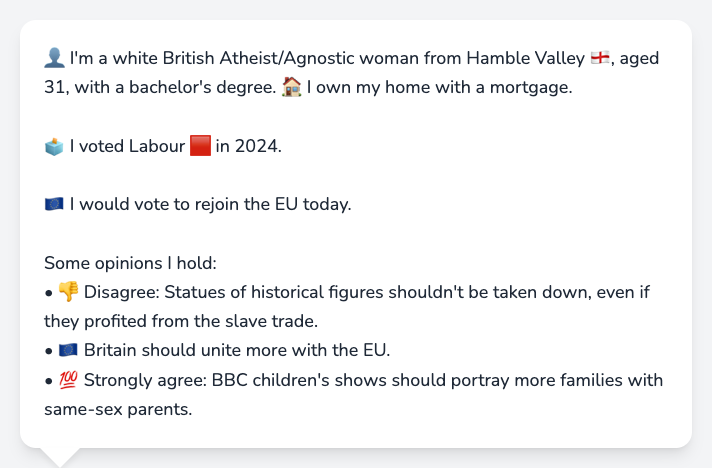 👤 I'm a white British Atheist/Agnostic woman from Hamble Valley 🏴󠁧󠁢󠁥󠁮󠁧󠁿, aged
31, with a bachelor's degree. 🏠 I own my home with a mortgage.
🗳️ I voted Labour 🟥 in 2024.
🇪🇺 I would vote to rejoin the EU today.
Some opinions I hold:
• 👎 Disagree: Statues of historical figures shouldn't be taken down, even if
they profited from the slave trade.
• 🇪🇺 Britain should unite more with the EU.
• 💯 Strongly agree: BBC children's shows should portray more families with
same-sex parents.